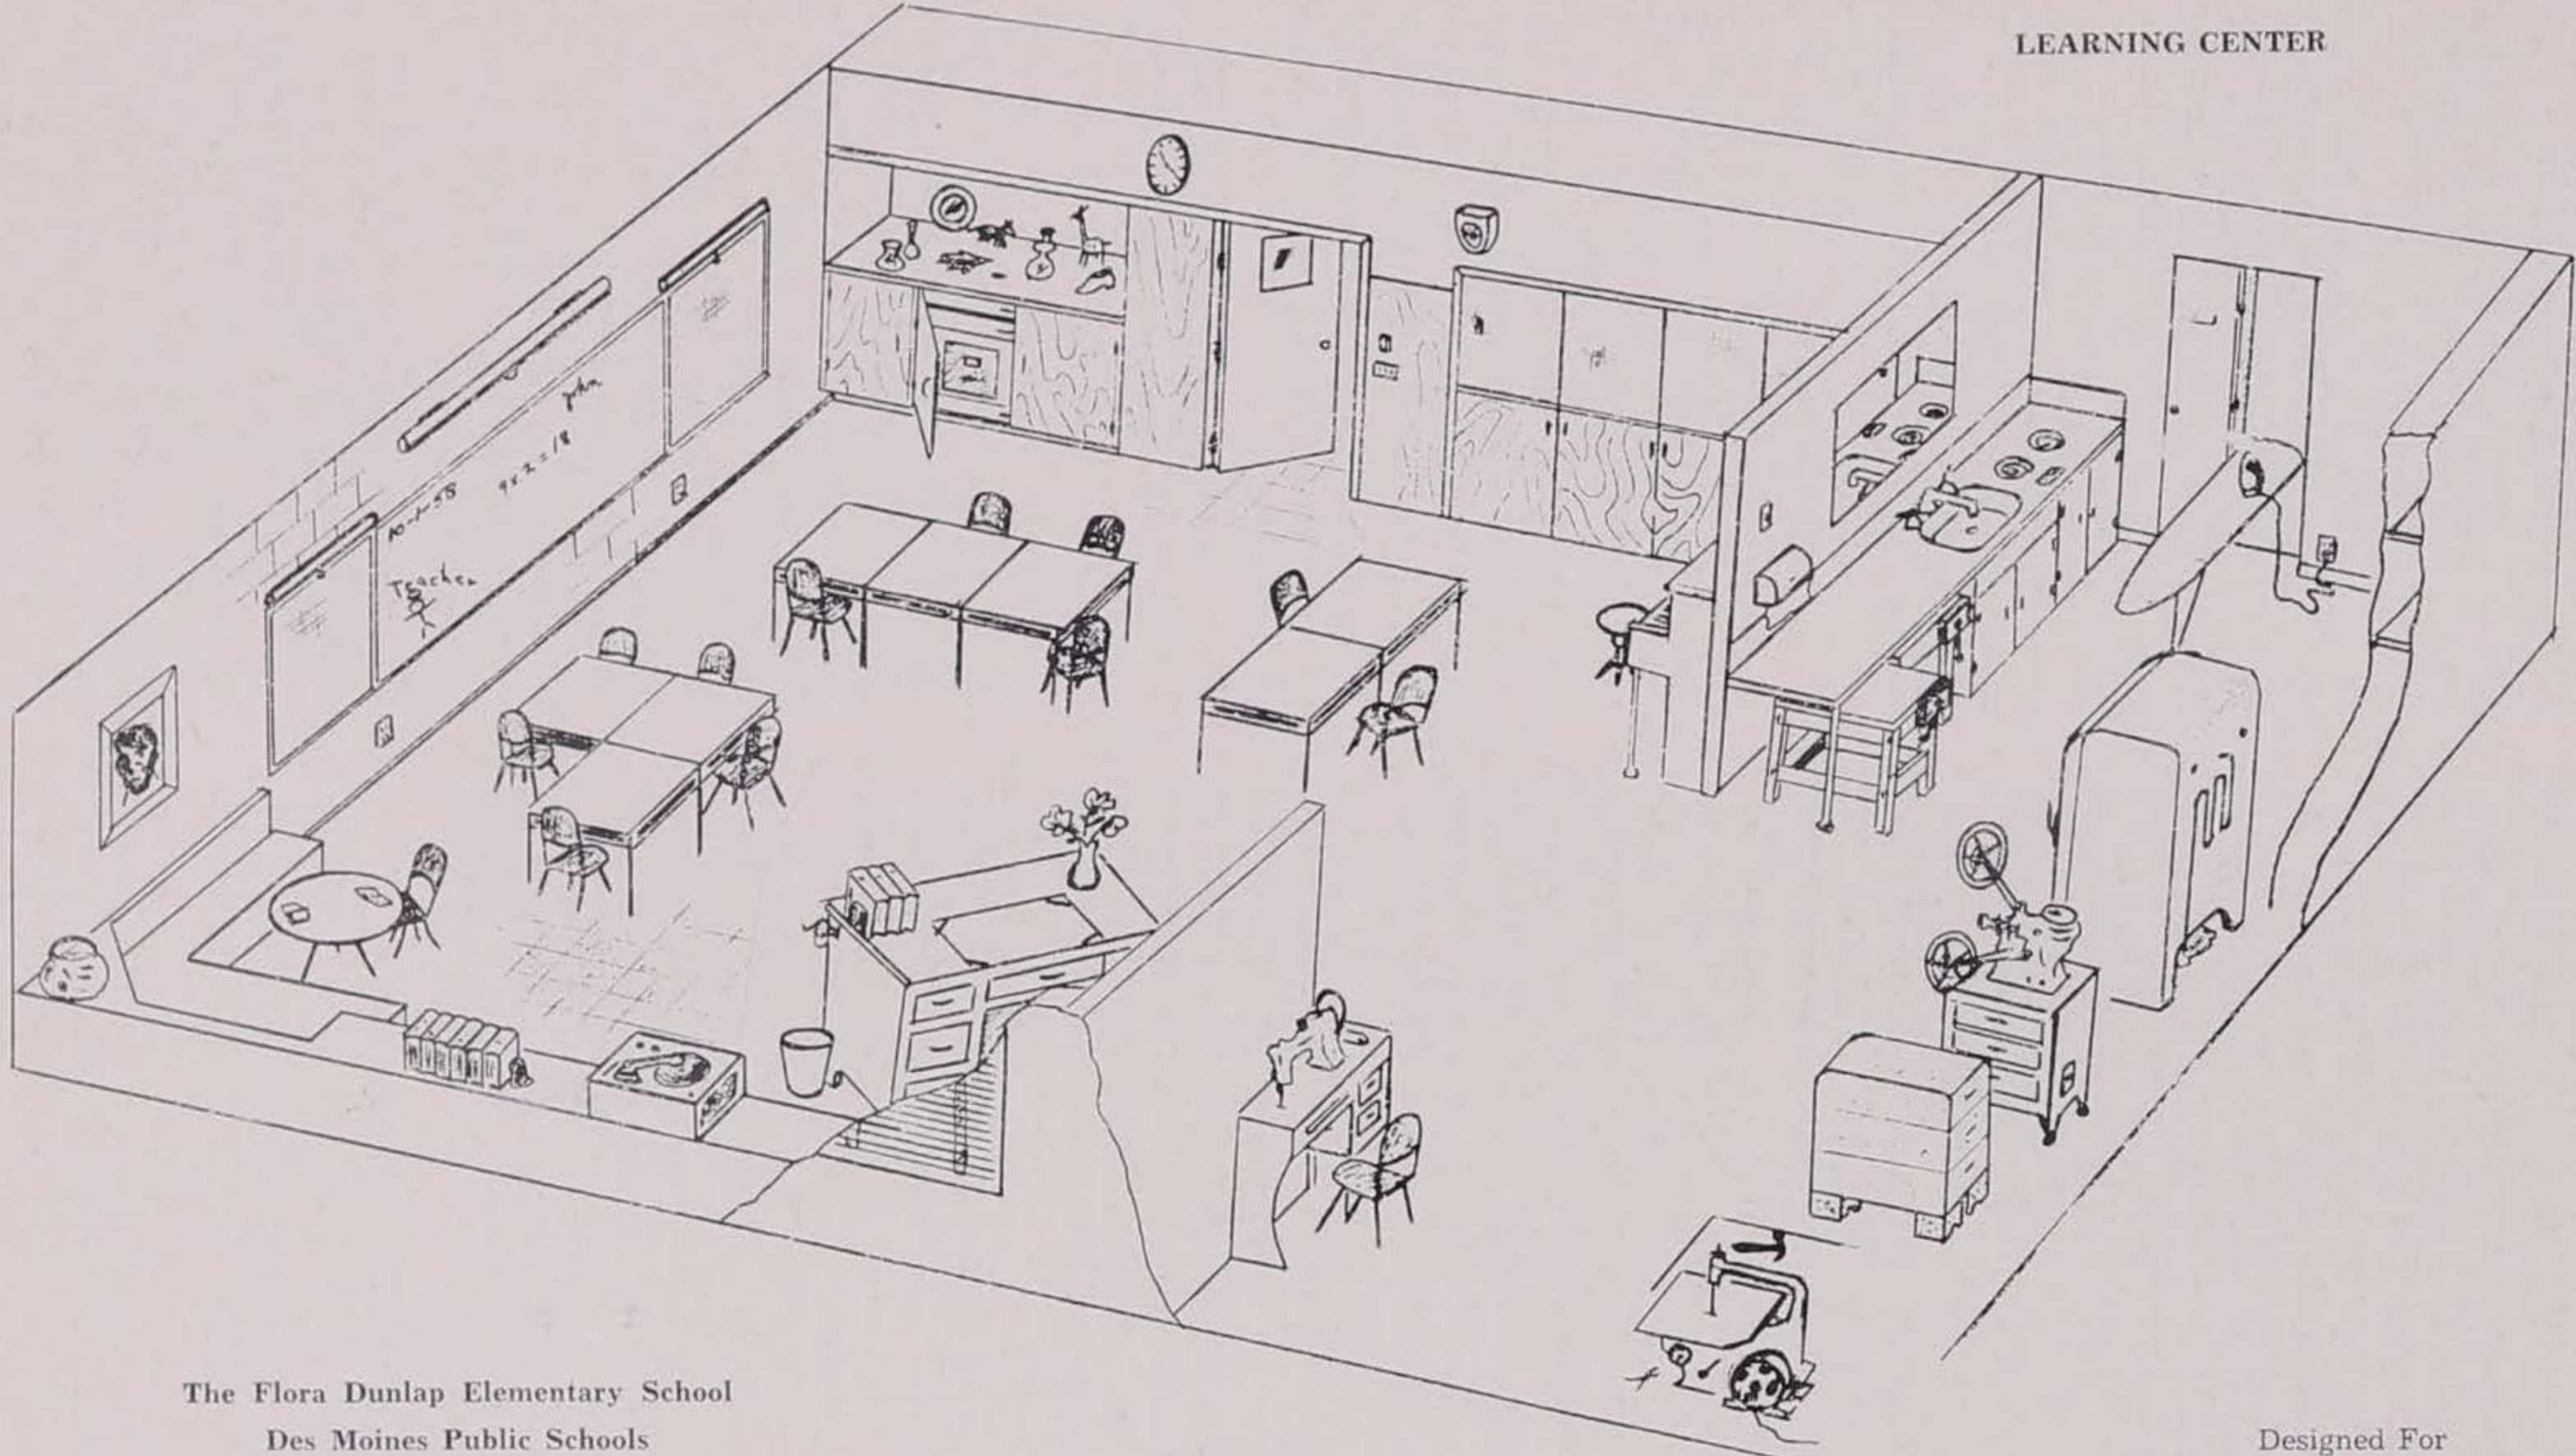 LEARNING CENTER
john
9x2=18
10-1-58
Teacher
The Flora Dunlap Elementary School
Des Moines Public Schools
Designed For